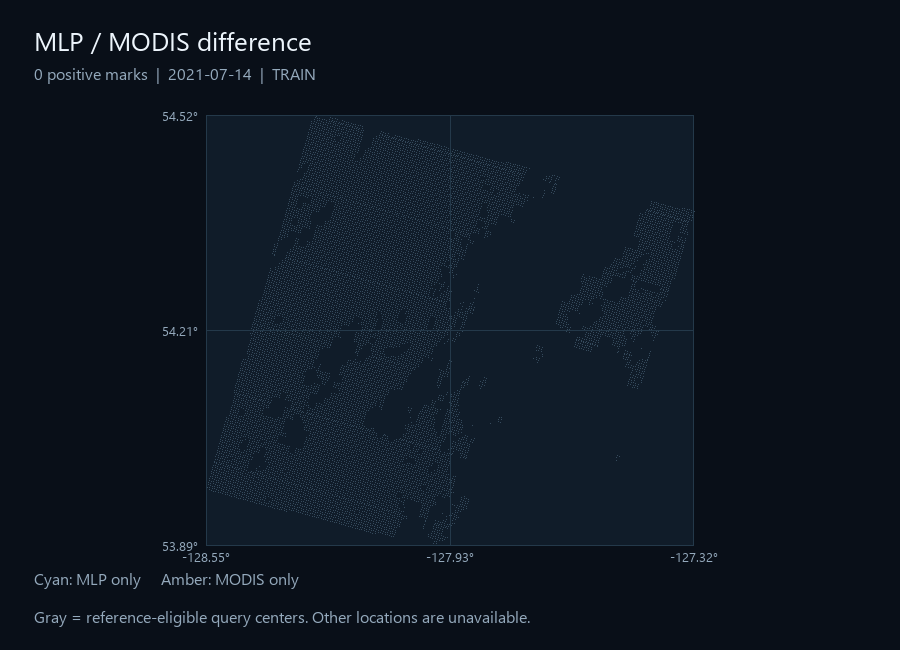 MLP / MODIS difference
0 positive marks | 2021-07-14 | TRAIN
54.52°
54.21°
53.89°
-128.55° -127.93° -127.32°
Cyan: MLP only Amber: MODIS only
Gray = reference-eligible query centers. Other locations are unavailable.